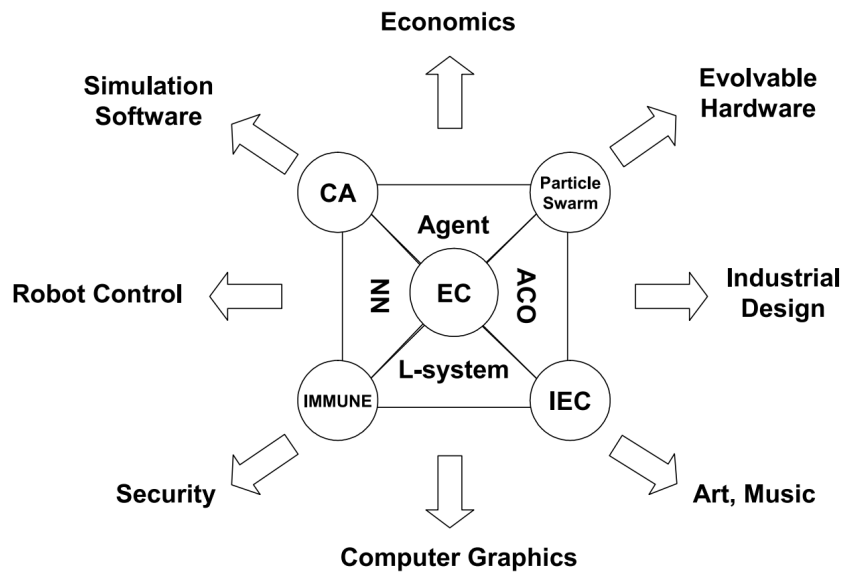 Economics
Simulation
Software
Evolvable
Hardware
CA
Particle
Swarm
Agent
Robot Control
NN
EC
ACO
Industrial
Design
L-system
IMMUNE
IEC
Security
Art, Music
Computer Graphics